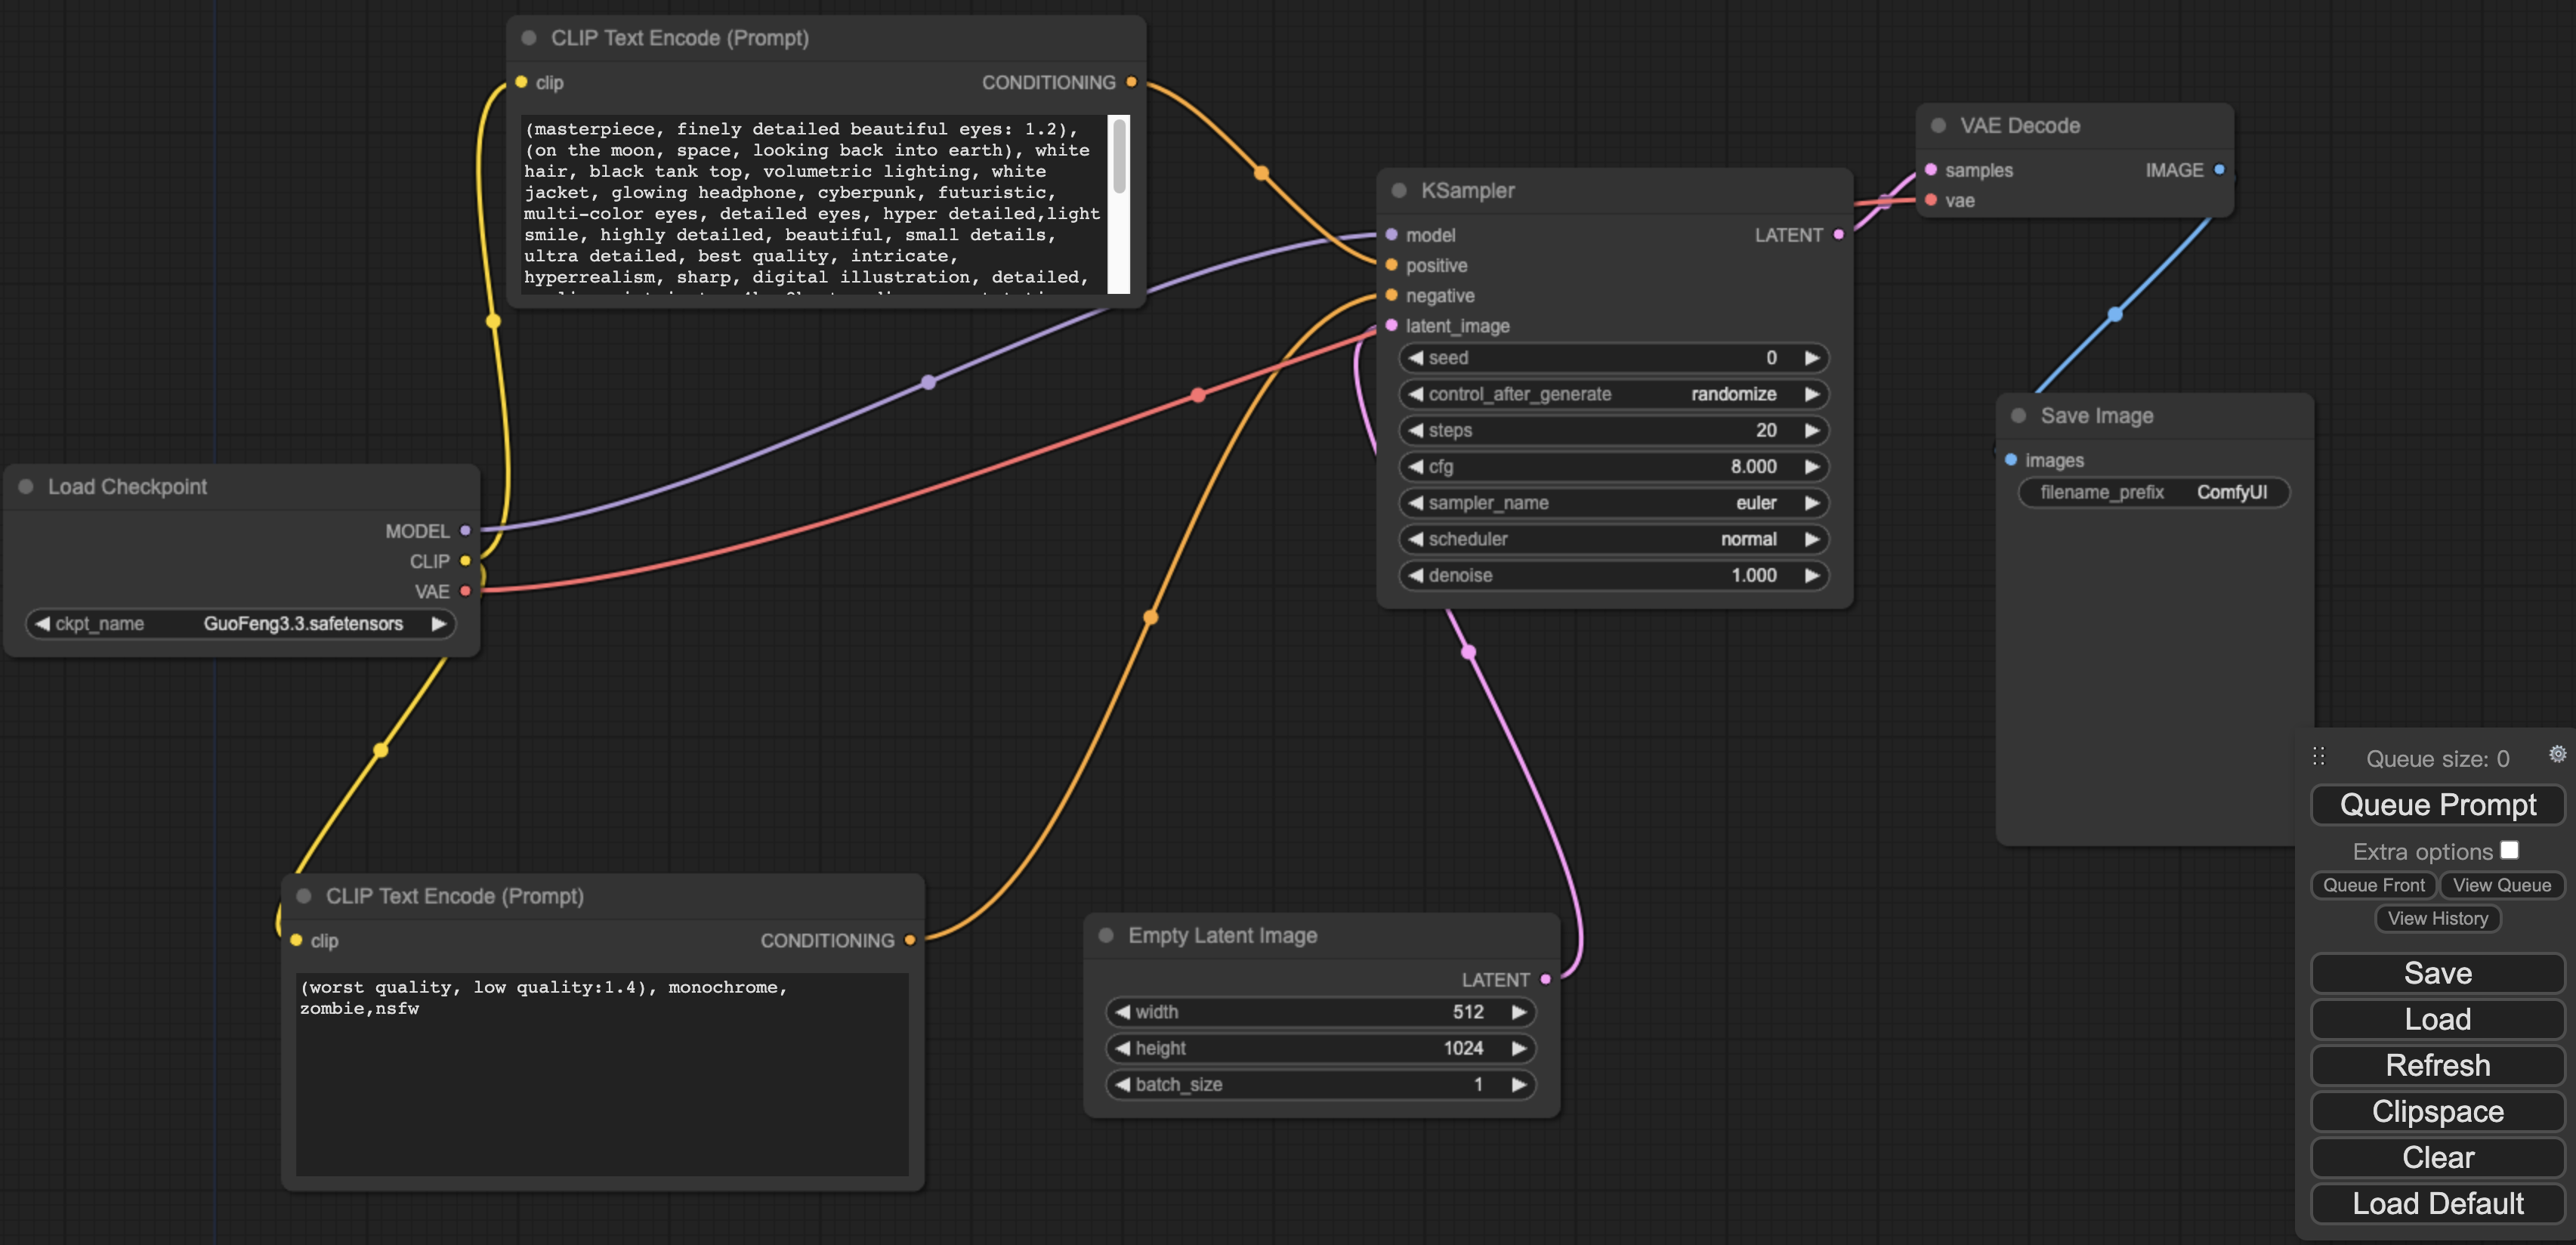 CLIP Text Encode (Prompt)
clip CONDITIONING
(masterpiece, finely detailed beautiful eyes: 1.2),
(on the moon, space, looking back into earth), white
hair, black tank top, volumetric lighting, white
jacket, glowing headphone, cyberpunk, futuristic,
multi-color eyes, detailed eyes, hyper detailed,light
smile, highly detailed, beautiful, small details,
ultra detailed, best quality, intricate,
hyperrealism, sharp, digital illustration, detailed,
Load Checkpoint
MODEL
CLIP
VAE
ckpt_name GuoFeng3.3.safetensors
CLIP Text Encode (Prompt)
clip CONDITIONING
(worst quality, low quality:1.4), monochrome,
zombie,nsfw
KSampler
model LATENT
positive
negative
latent_image
seed 0
control_after_generate randomize
steps 20
cfg 8.000
sampler_name euler
scheduler normal
denoise 1.000
Empty Latent Image
LATENT
width 512
height 1024
batch_size 1
VAE Decode
samples IMAGE
vae
Save Image
images
filename_prefix ComfyUI
Queue size: 0
Queue Prompt
Extra options
Queue Front View Queue
View History
Save
Load
Refresh
Clipspace
Clear
Load Default